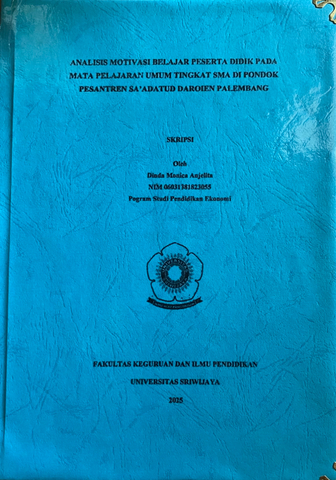 ANALISIS MOTIVASI BELAJAR PESERTA DIDIK PADA
MATA PELAJARAN UMUM TINGKAT SMA DI PONDOK
PESANTREN SA'ADATUD DAROIEN PALEMBANG
SKRIPSI
Oleh
Dinda Monica Anjelita
NIM 06031381823055
Pogram Studi Pendidikan Ekonomi
FAKULTAS KEGURUAN DAN ILMU PENDIDIKAN
UNIVERSITAS SRIWIJAYA
2025